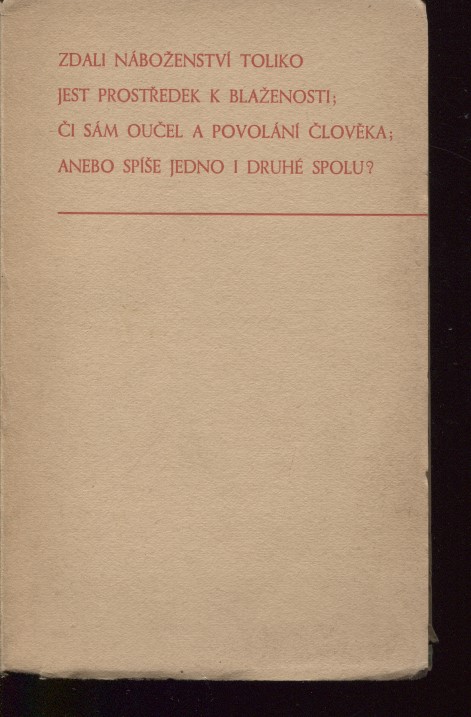 ZDALI NÁBOŽENSTVÍ TOLIKO
JEST PROSTŘEDEK K BLAŽENOSTI;
ČI SÁM OUČEL A POVOLÁNÍ ČLOVĚKA;
ANEBO SPÍŠE JEDNO I DRUHÉ SPOLU?